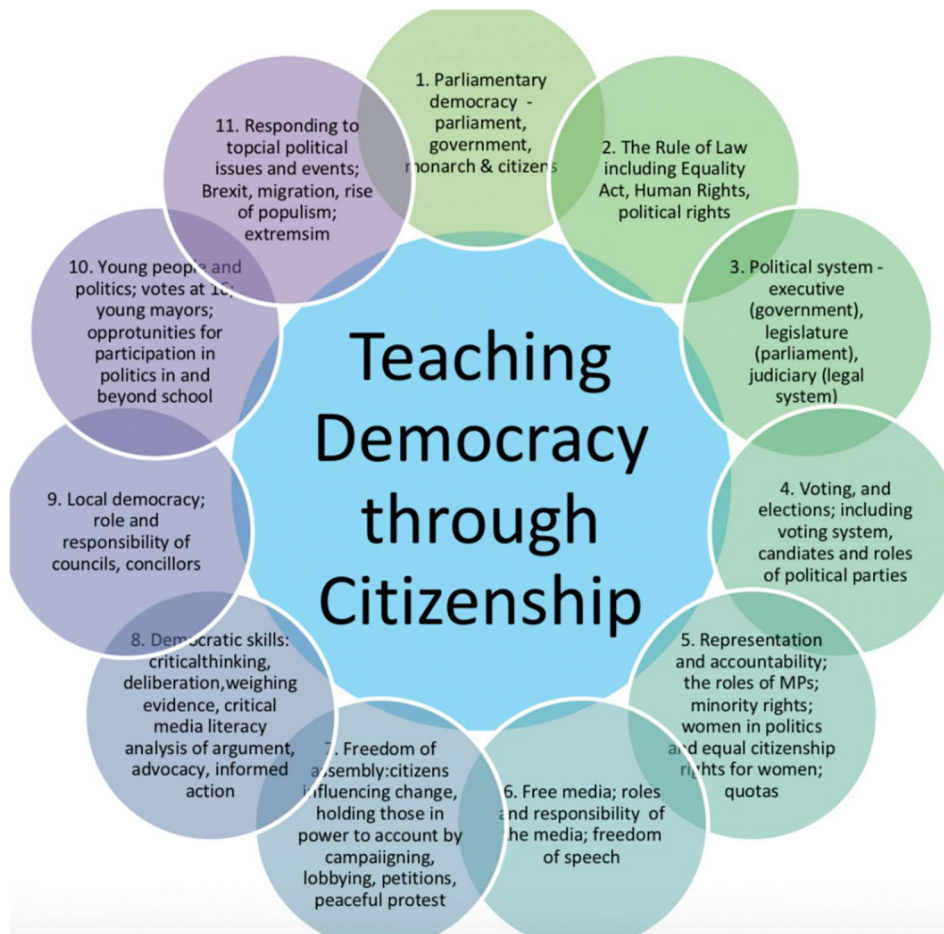 Teaching
Democracy
through
Citizenship
1. Parliamentary
democracy -
parliament,
government,
monarch & citizens
2. The Rule of Law
including Equality
Act, Human Rights,
political rights
3. Political system -
executive
(government),
legislature
(parliament),
judiciary (legal
system)
4. Voting, and
elections; including
voting system,
candiates and roles
of political parties
5. Representation
and accountability;
the roles of MPs;
minority rights;
women in politics
and equal citizenship
rights for women;
quotas
6. Free media; roles
and responsibility of
the media; freedom
of speech
7. Freedom of
assembly:citizens
influencing change,
holding those in
power to account by
campaiigning,
lobbying, petitions,
peaceful protest
8. Democratic skills:
criticalthinking,
deliberation,weighing
evidence, critical
media literacy
analysis of argument,
advocacy, informed
action
9. Local democracy;
role and
responsibility of
councils, concillors
10. Young people and
politics; votes at 16;
young mayors;
opprotunities for
participation in
politics in and
beyond school
11. Responding to
topcial political
issues and events;
Brexit, migration, rise
of populism;
extremsim